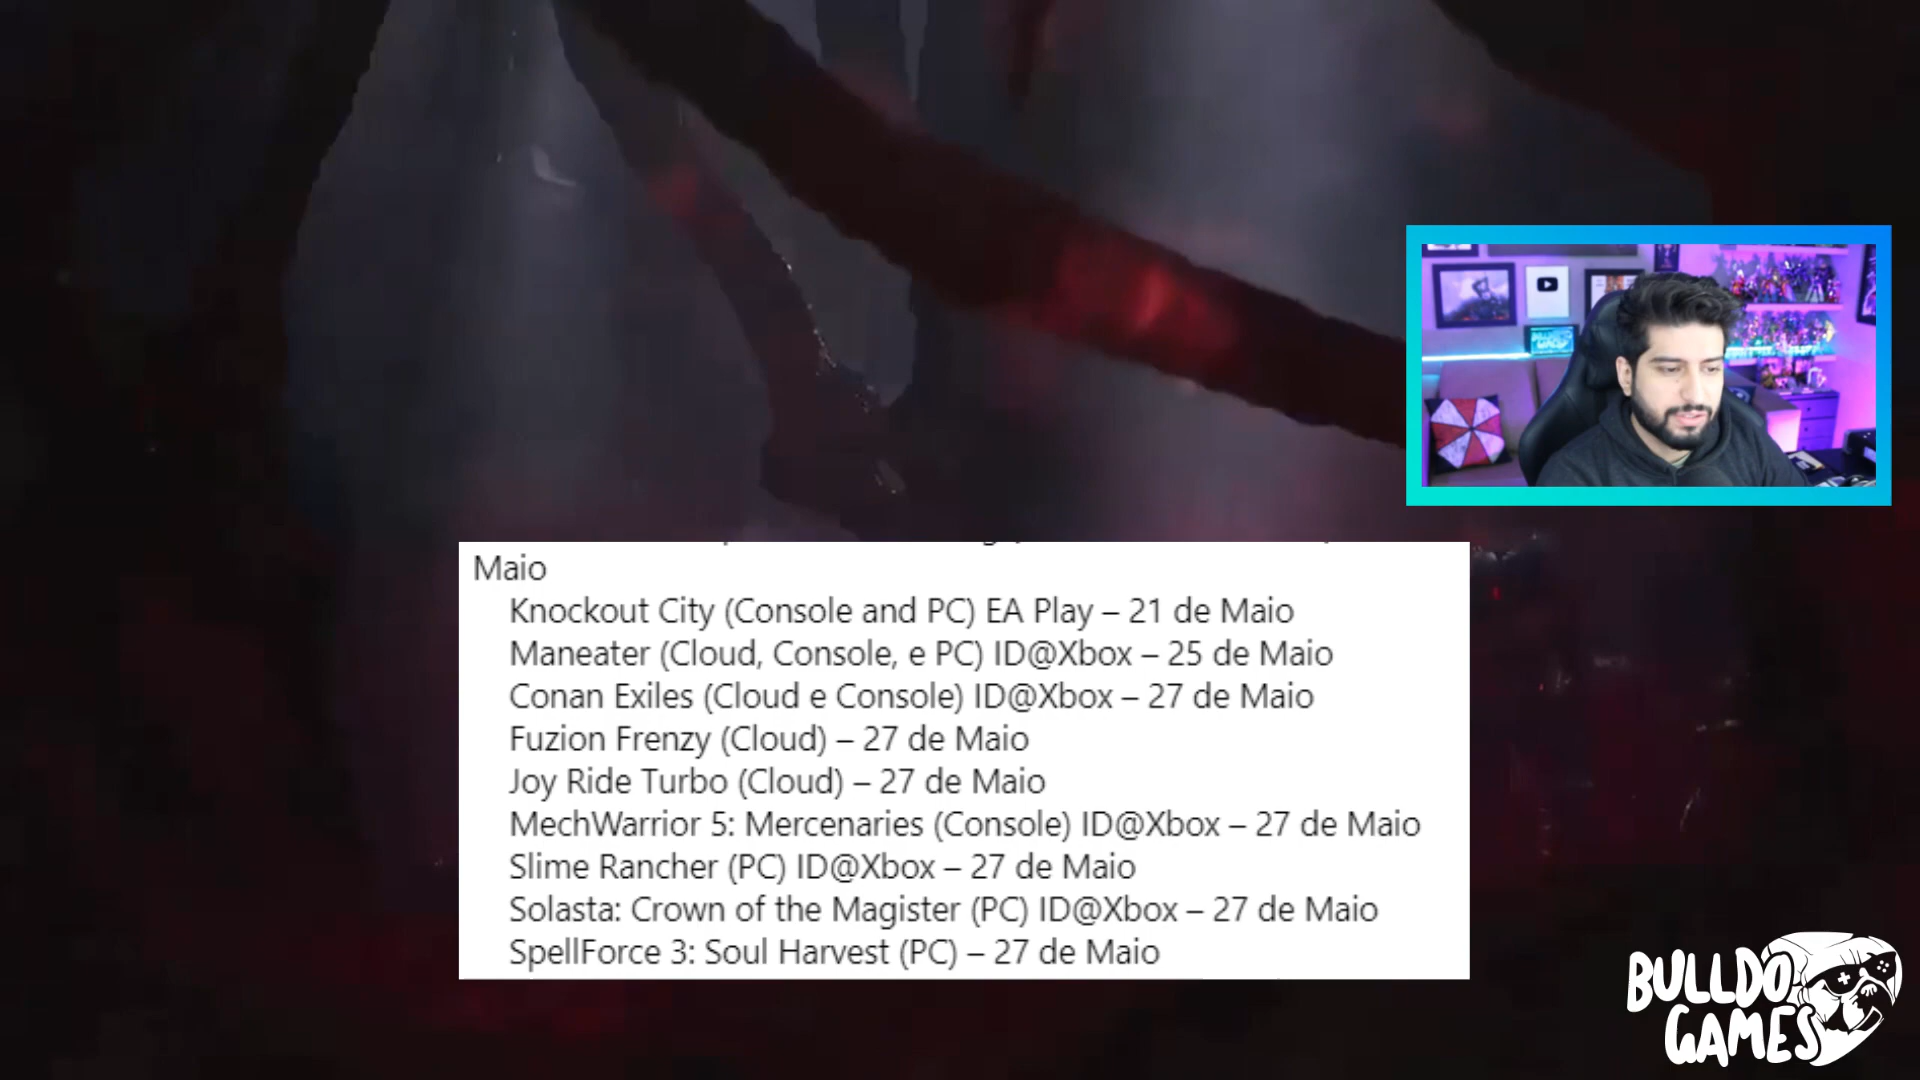 Maio
Knockout City (Console and PC) EA Play – 21 de Maio
Maneater (Cloud, Console, e PC) ID@Xbox – 25 de Maio
Conan Exiles (Cloud e Console) ID@Xbox – 27 de Maio
Fuzion Frenzy (Cloud) – 27 de Maio
Joy Ride Turbo (Cloud) – 27 de Maio
MechWarrior 5: Mercenaries (Console) ID@Xbox – 27 de Maio
Slime Rancher (PC) ID@Xbox – 27 de Maio
Solasta: Crown of the Magister (PC) ID@Xbox – 27 de Maio
SpellForce 3: Soul Harvest (PC) – 27 de Maio
BULLDOG
GAMES
BULLDOG
GAMES